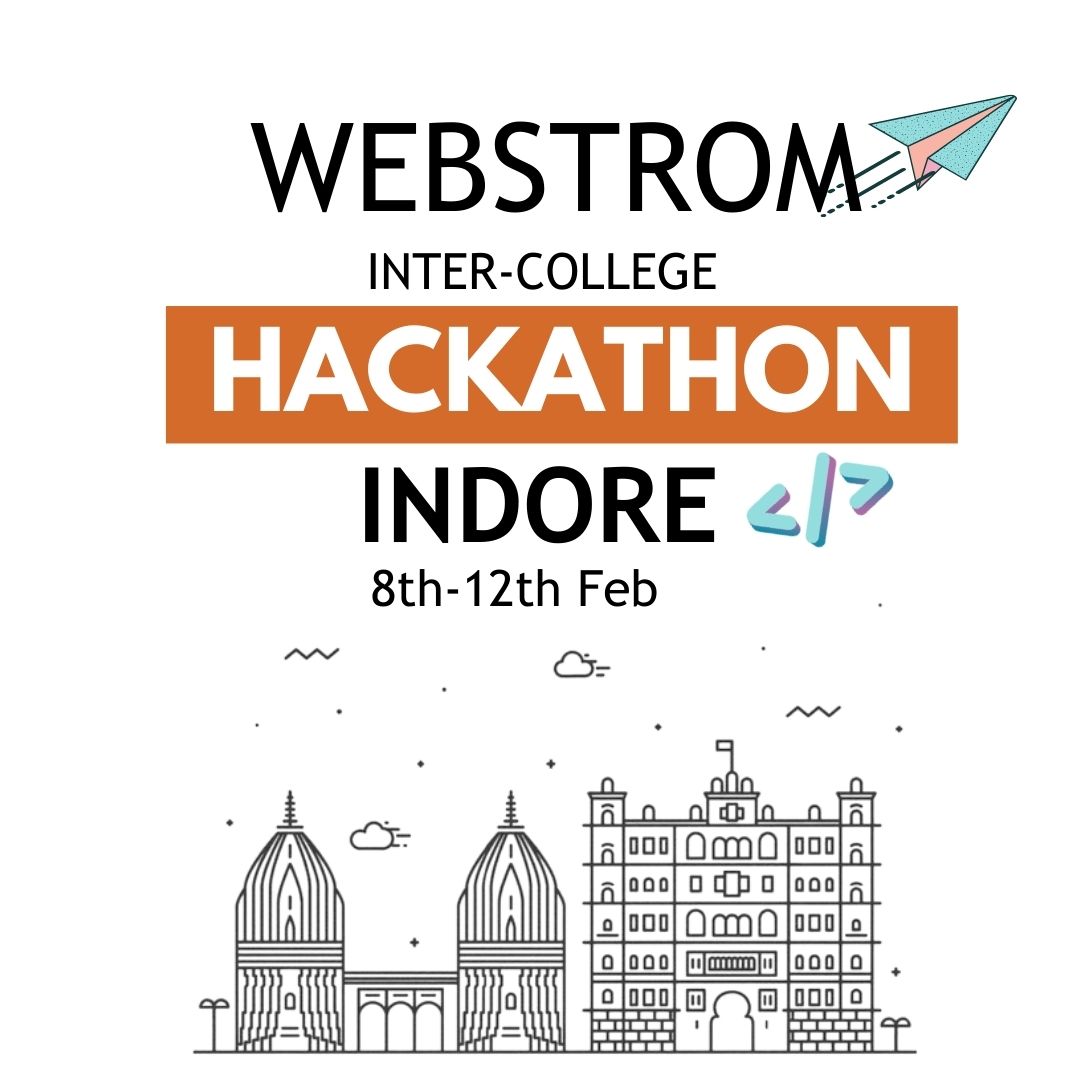 WEBSTROM
INTER-COLLEGE
HACKATHON
INDORE </>
8th-12th Feb